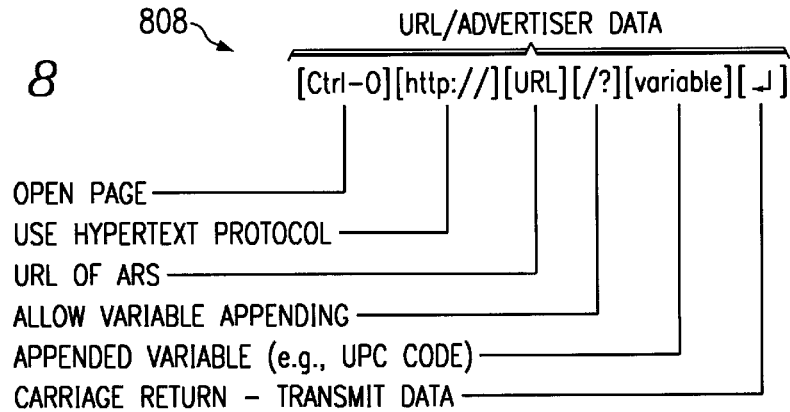 808
URL/ADVERTISER DATA
8
[Ctrl-O][http://][URL][/?][variable][↵]
OPEN PAGE
USE HYPERTEXT PROTOCOL
URL OF ARS
ALLOW VARIABLE APPENDING
APPENDED VARIABLE (e.g., UPC CODE)
CARRIAGE RETURN - TRANSMIT DATA